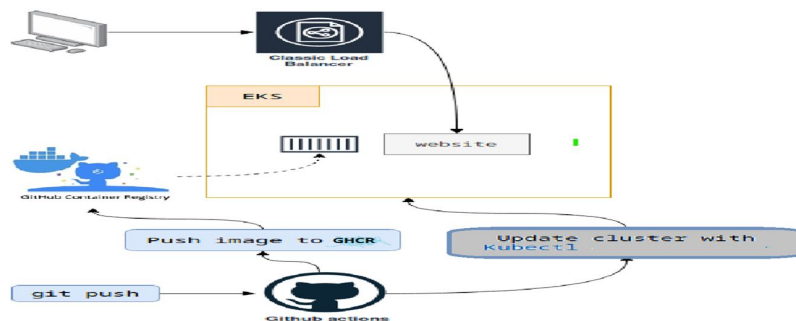 Classic Load
Balancer
EKS
website
GitHub Container Registry
Push image to GHCR
Update cluster with
Kubectl
git push
Github actions